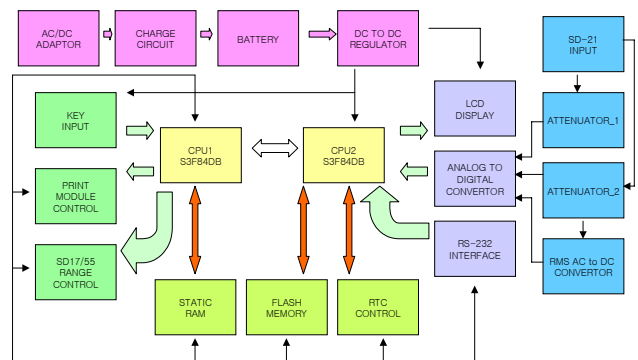 AC/DC
ADAPTOR
CHARGE
CIRCUIT
BATTERY
DC TO DC
REGULATOR
SD-21
INPUT
KEY
INPUT
CPU1
S3F84DB
CPU2
S3F84DB
LCD
DISPLAY
ATTENUATOR_1
PRINT
MODULE
CONTROL
ANALOG TO
DIGITAL
CONVERTOR
ATTENUATOR_2
SD17/55
RANGE
CONTROL
RS-232
INTERFACE
RMS AC to DC
CONVERTOR
STATIC
RAM
FLASH
MEMORY
RTC
CONTROL